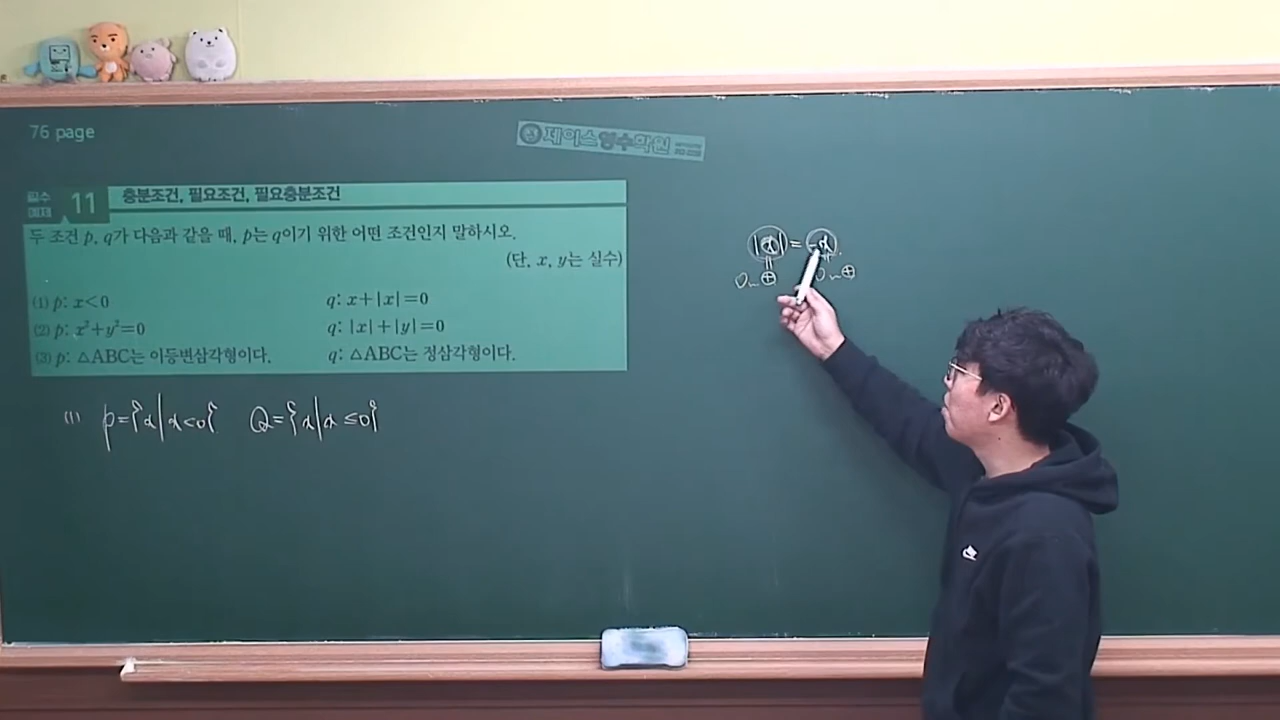 76 page
제이스영수학원
필수 예제 11 충분조건, 필요조건, 필요충분조건
두 조건 p, q가 다음과 같을 때, p는 q이기 위한 어떤 조건인지 말하시오.
(단, x, y는 실수)
(1) p: x<0 q: x+|x|=0
(2) p: x²+y²=0 q: |x|+|y|=0
(3) p: △ABC는 이등변삼각형이다. q: △ABC는 정삼각형이다.
(1) P={x|x<0} Q={x|x≤0}
|x|=-x
0 ~ ⊕ 0 ~ ⊕